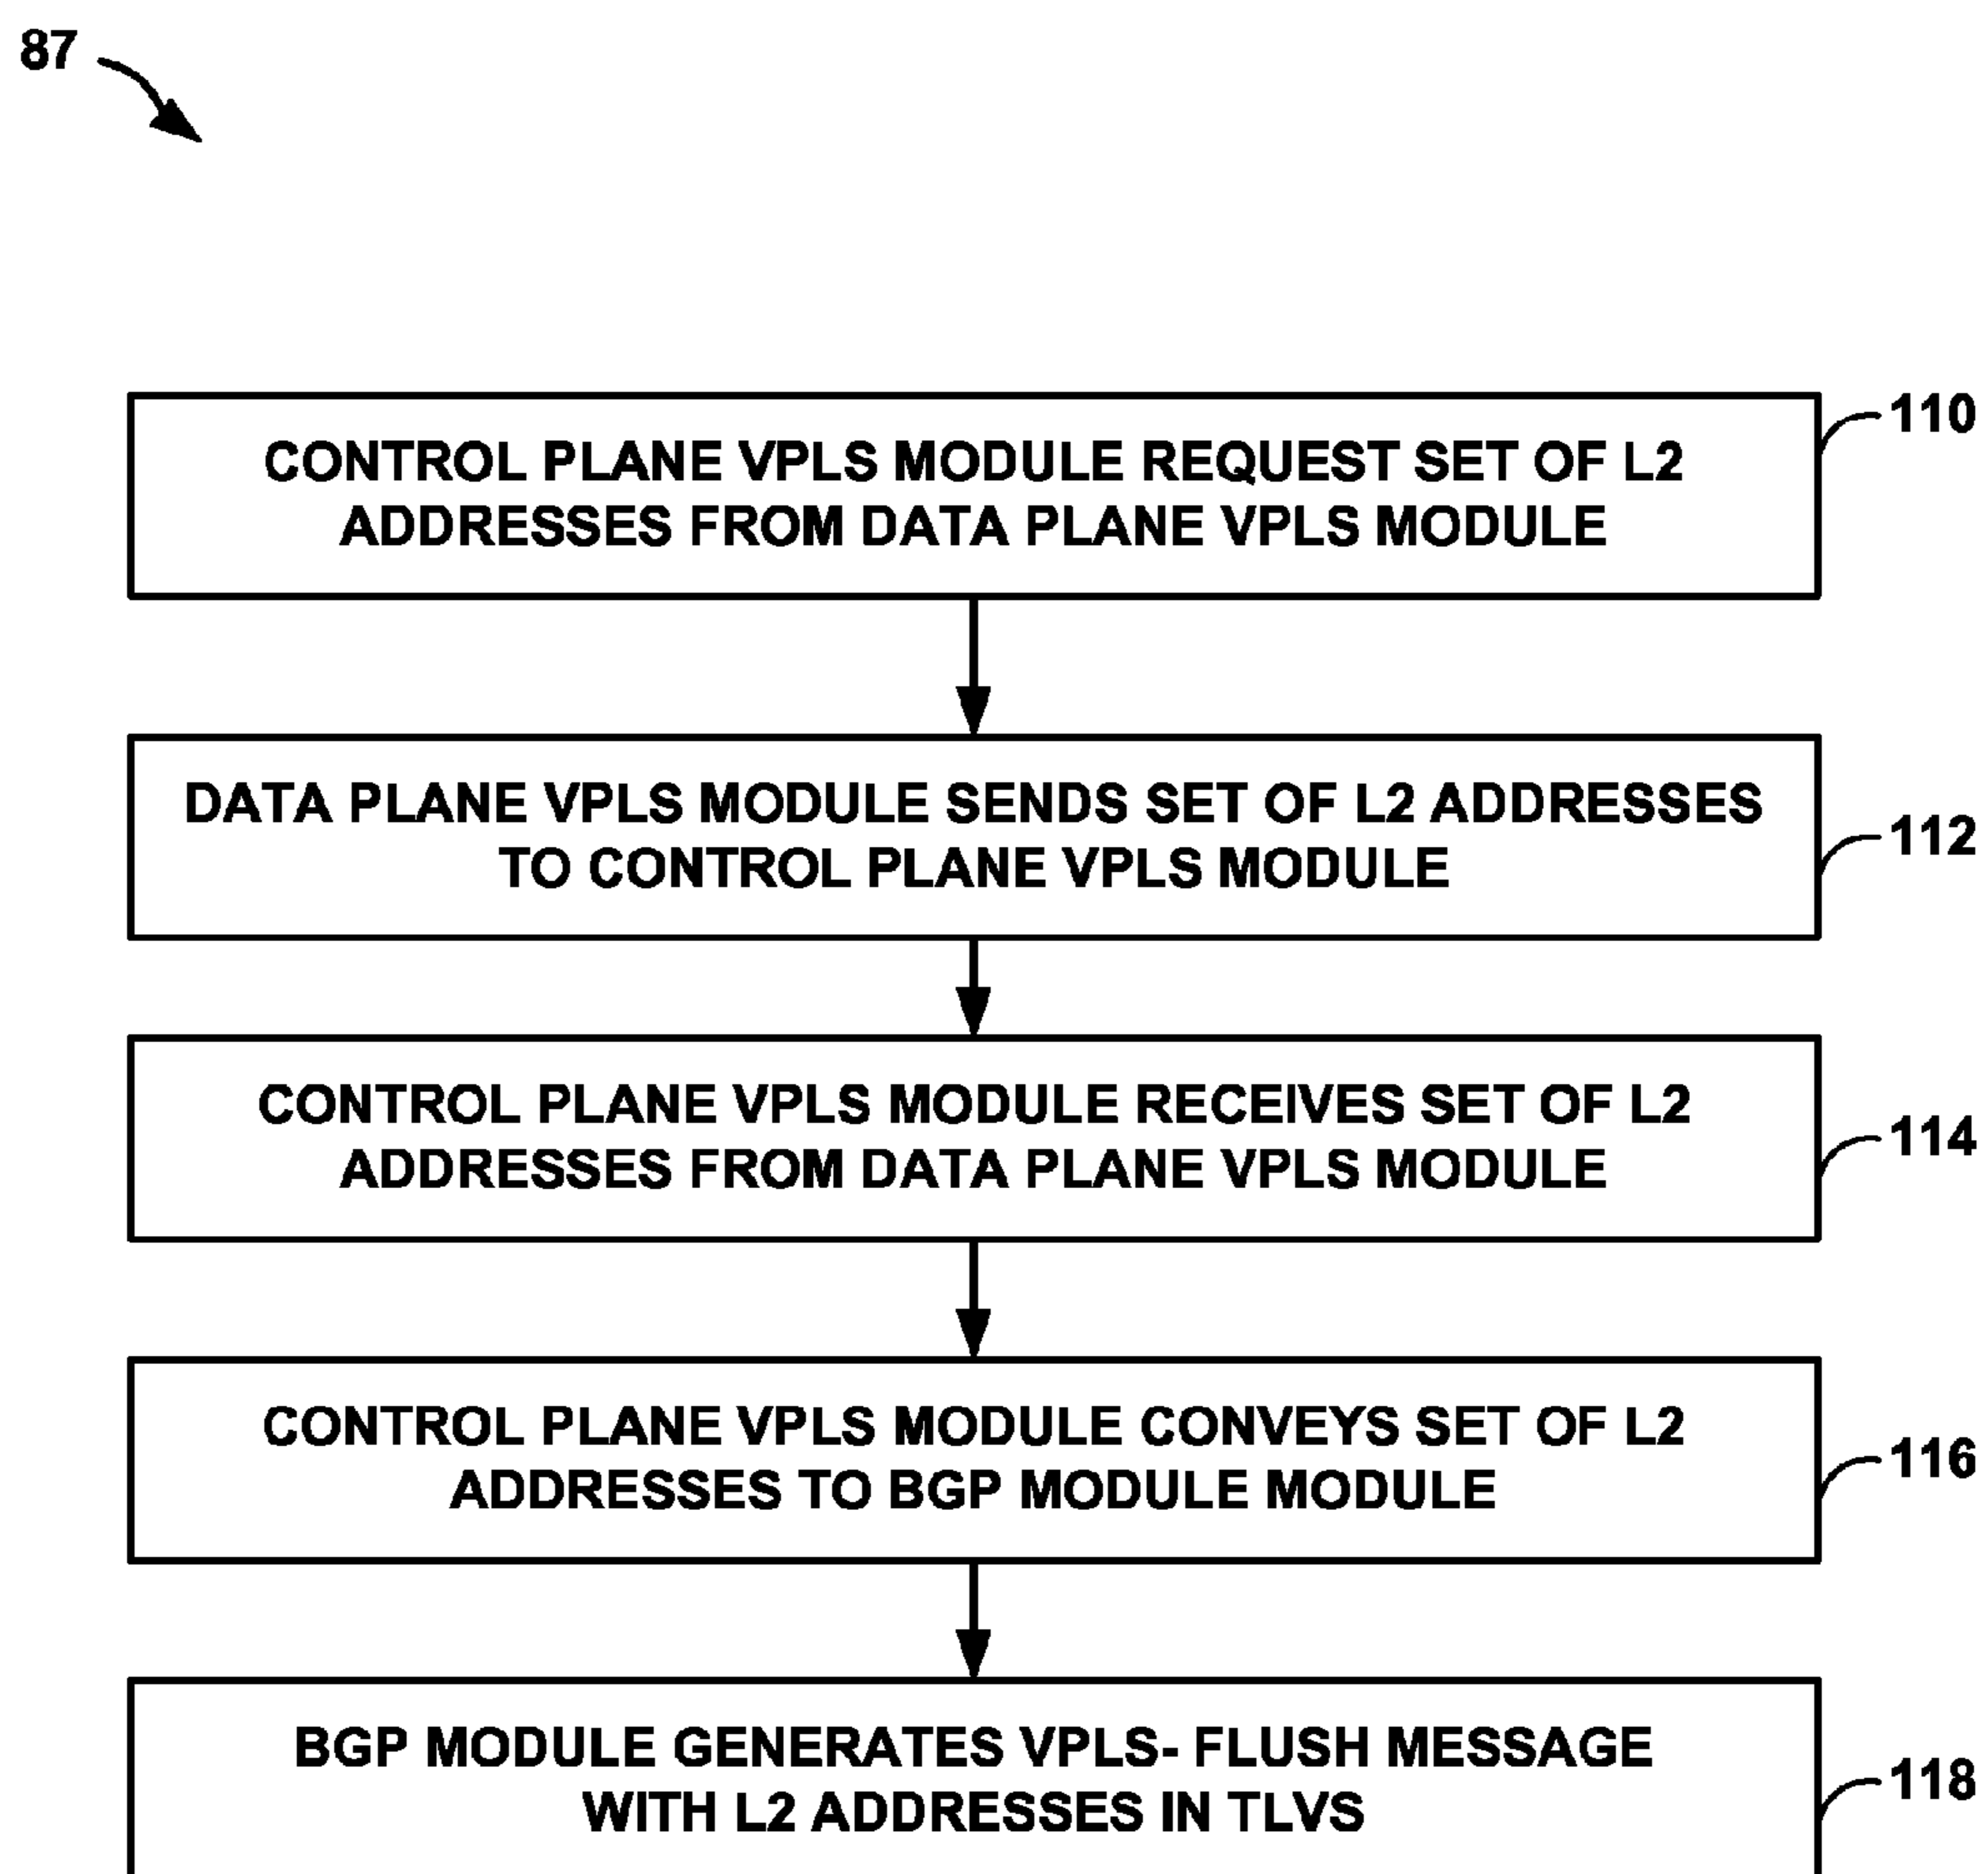 87
CONTROL PLANE VPLS MODULE REQUEST SET OF L2
ADDRESSES FROM DATA PLANE VPLS MODULE
110
DATA PLANE VPLS MODULE SENDS SET OF L2 ADDRESSES
TO CONTROL PLANE VPLS MODULE
112
CONTROL PLANE VPLS MODULE RECEIVES SET OF L2
ADDRESSES FROM DATA PLANE VPLS MODULE
114
CONTROL PLANE VPLS MODULE CONVEYS SET OF L2
ADDRESSES TO BGP MODULE MODULE
116
BGP MODULE GENERATES VPLS- FLUSH MESSAGE
WITH L2 ADDRESSES IN TLVS
118